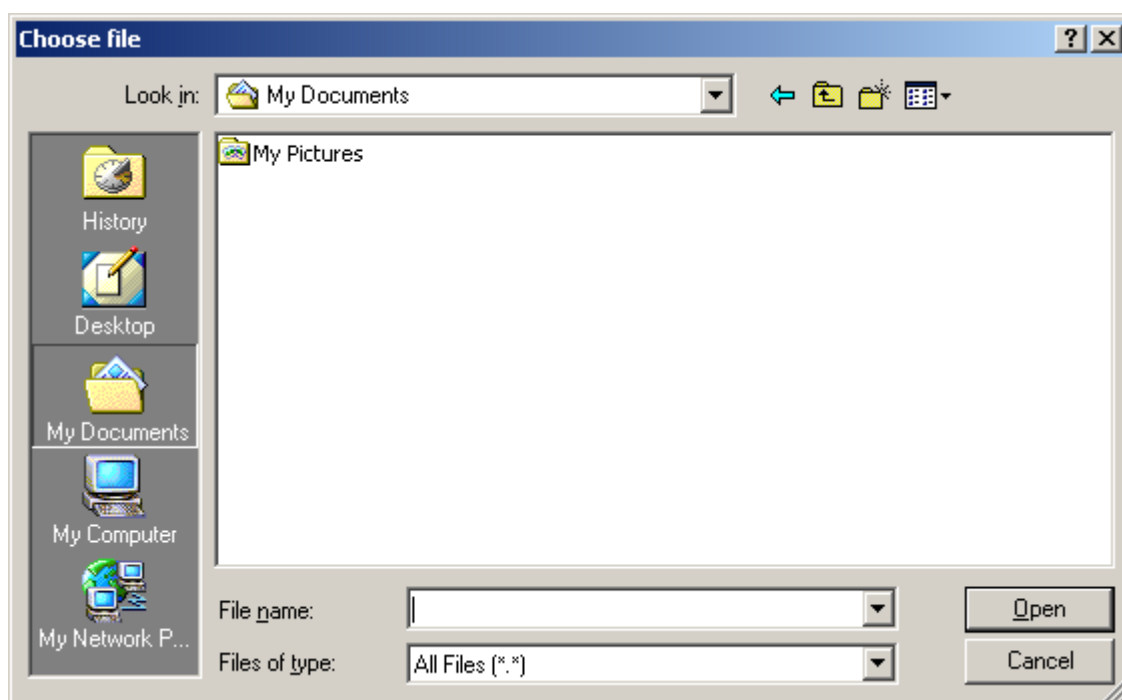 Choose file
Look in: My Documents
My Pictures
History
Desktop
My Documents
My Computer
My Network P...
File name:
Open
Files of type: All Files (*.*)
Cancel